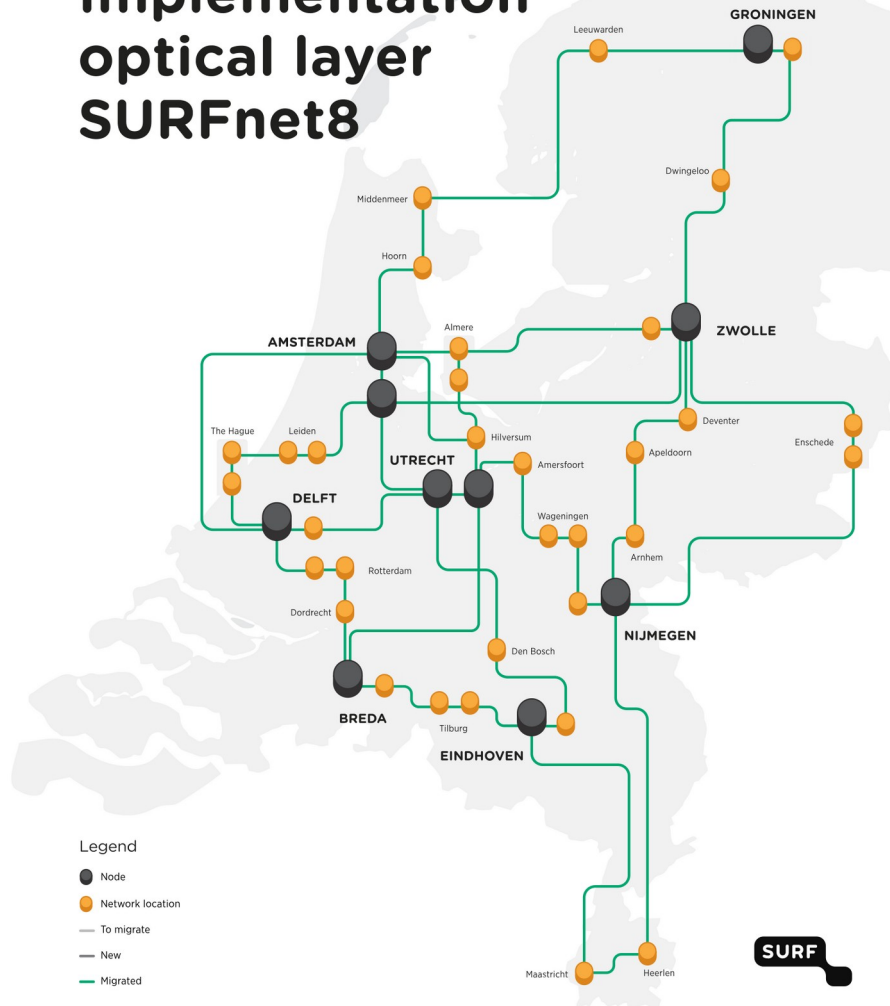 Implementation
optical layer
SURFnet8
GRONINGEN
Leeuwarden
Dwingeloo
Middenmeer
Hoorn
Almere
AMSTERDAM
ZWOLLE
Deventer
The Hague
Leiden
Hilversum
Enschede
Apeldoorn
UTRECHT
Amersfoort
DELFT
Wageningen
Arnhem
Rotterdam
Dordrecht
NIJMEGEN
Den Bosch
BREDA
Tilburg
EINDHOVEN
Legend
Node
Network location
To migrate
New
Migrated
SURF
Maastricht
Heerlen